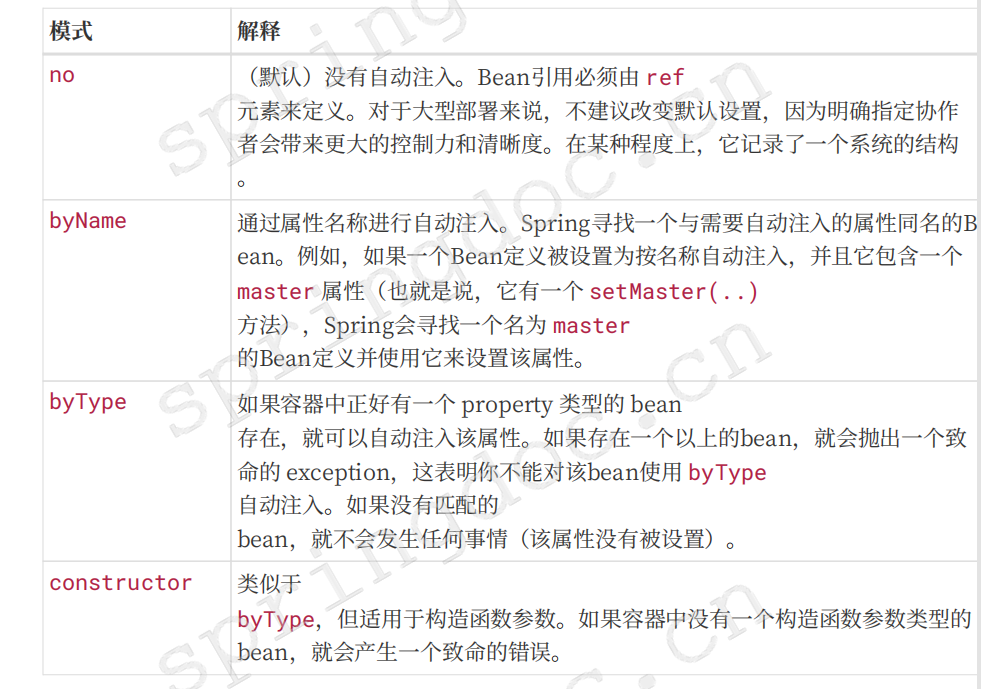 模式 解释
no （默认）没有自动注入。Bean引用必须由 ref
元素来定义。对于大型部署来说，不建议改变默认设置，因为明确指定协作
者会带来更大的控制力和清晰度。在某种程度上，它记录了一个系统的结构
。
byName 通过属性名称进行自动注入。Spring寻找一个与需要自动注入的属性同名的B
ean。例如，如果一个Bean定义被设置为按名称自动注入，并且它包含一个
master 属性（也就是说，它有一个 setMaster(..)
方法），Spring会寻找一个名为 master
的Bean定义并使用它来设置该属性。
byType 如果容器中正好有一个 property 类型的 bean
存在，就可以自动注入该属性。如果存在一个以上的bean，就会抛出一个致
命的 exception，这表明你不能对该bean使用 byType
自动注入。如果没有匹配的
bean，就不会发生任何事情（该属性没有被设置）。
constructor 类似于
byType，但适用于构造函数参数。如果容器中没有一个构造函数参数类型的
bean，就会产生一个致命的错误。
springdoc.cn
springdoc.cn
springdoc.cn